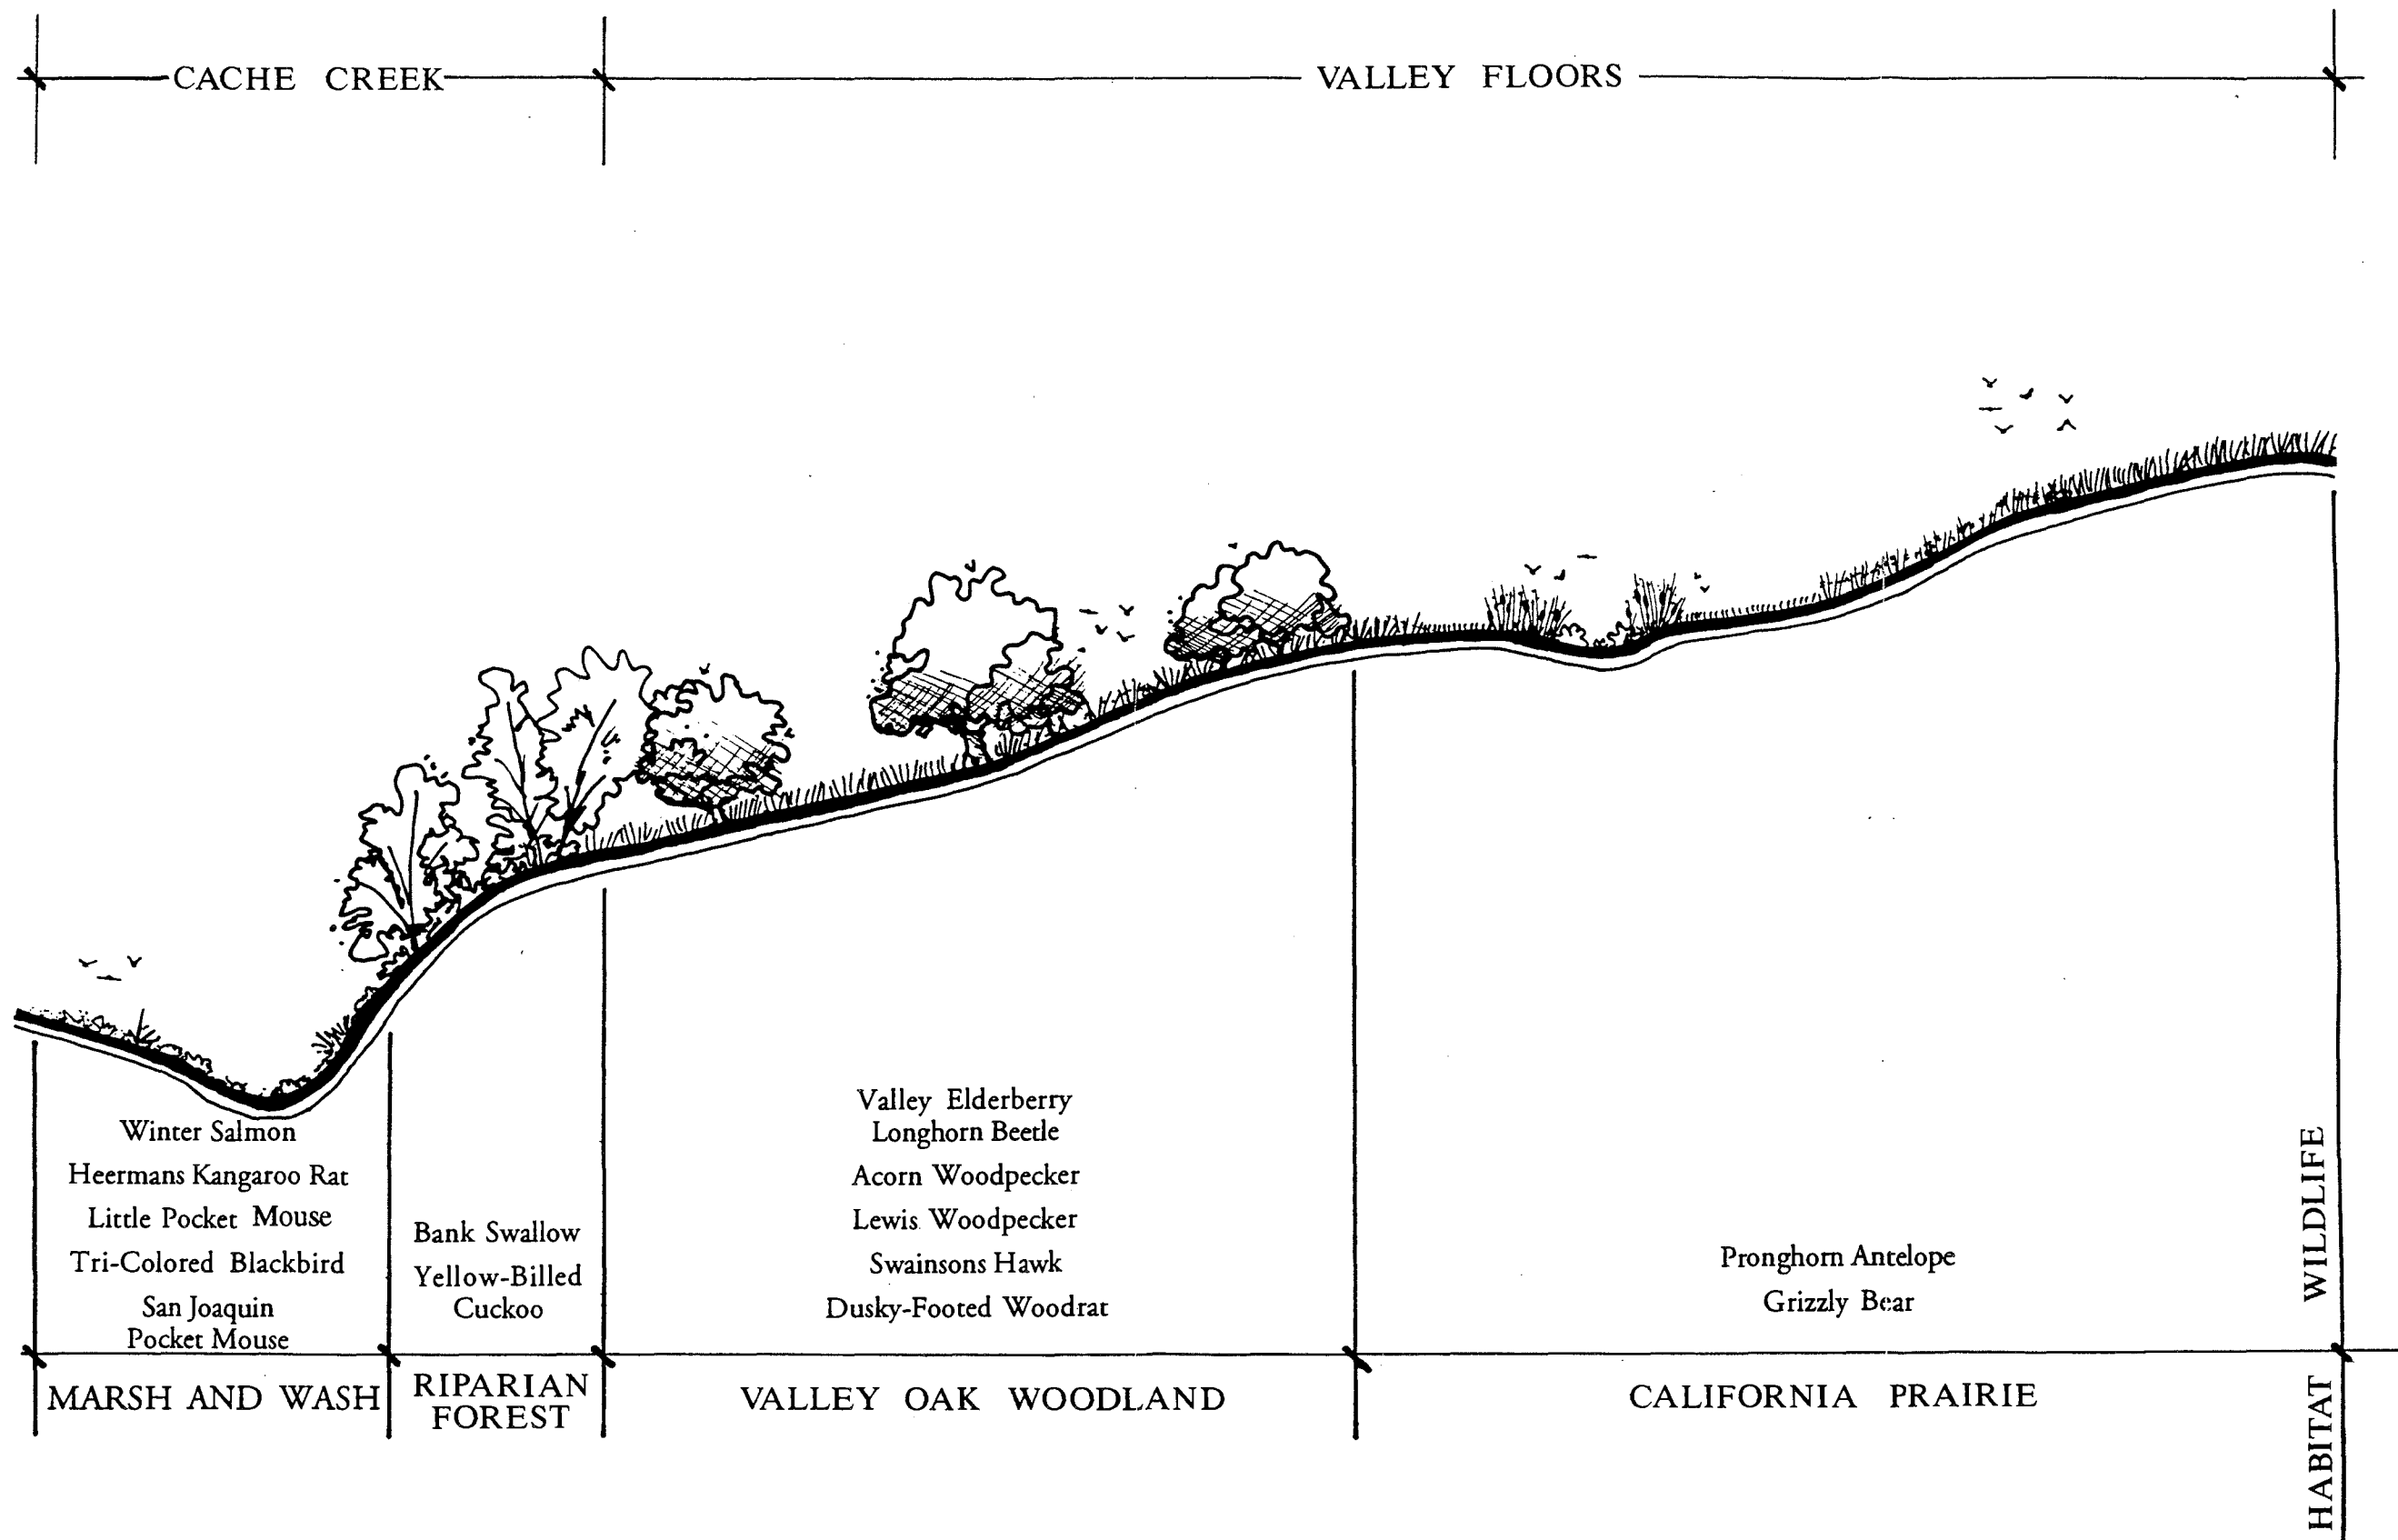 CACHE CREEK
VALLEY FLOORS
Winter Salmon
Heermans Kangaroo Rat
Little Pocket Mouse
Tri-Colored Blackbird
San Joaquin
Pocket Mouse
Bank Swallow
Yellow-Billed
Cuckoo
Valley Elderberry
Longhorn Beetle
Acorn Woodpecker
Lewis Woodpecker
Swainsons Hawk
Dusky-Footed Woodrat
Pronghorn Antelope
Grizzly Bear
WILDLIFE
MARSH AND WASH
RIPARIAN
FOREST
VALLEY OAK WOODLAND
CALIFORNIA PRAIRIE
HABITAT